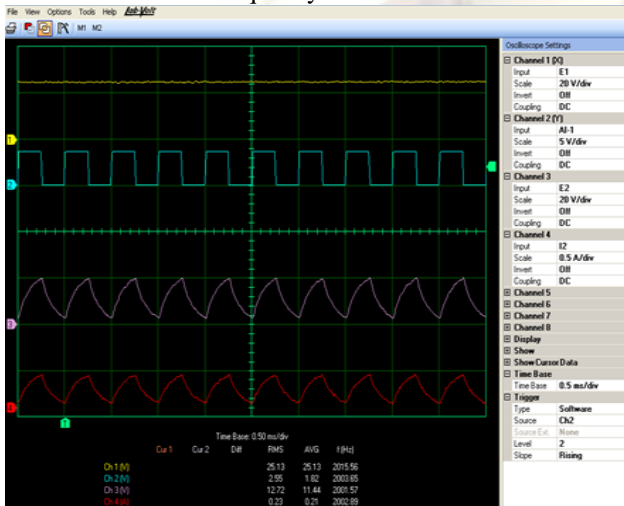 File View Options Tools Help Lab-Volt
M1 M2
Oscilloscope Settings
Channel 1 (X)
Input E1
Scale 20 V/div
Invert Off
Coupling DC
Channel 2 (Y)
Input AI-1
Scale 5 V/div
Invert Off
Coupling DC
Channel 3
Input E2
Scale 20 V/div
Invert Off
Coupling DC
Channel 4
Input I2
Scale 0.5 A/div
Invert Off
Coupling DC
Channel 5
Channel 6
Channel 7
Channel 8
Display
Show
Show Cursor Data
Time Base
Time Base 0.5 ms/div
Trigger
Type Software
Source Ch2
Source Ext. None
Level 2
Slope Rising
1
2
3
4
T
Time Base: 0.50 ms/div
Cur 1 Cur 2 Diff RMS AVG f (Hz)
Ch 1 (V) 25.13 25.13 2015.56
Ch 2 (V) 2.55 1.82 2003.65
Ch 3 (V) 12.72 11.44 2001.57
Ch 4 (A) 0.23 0.21 2002.89